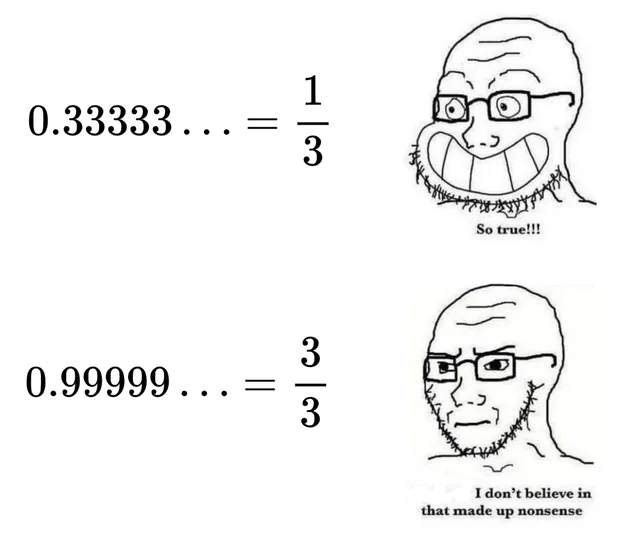 0.33333 . . . = 1/3
So true!!!
0.99999 . . . = 3/3
I don't believe in
that made up nonsense